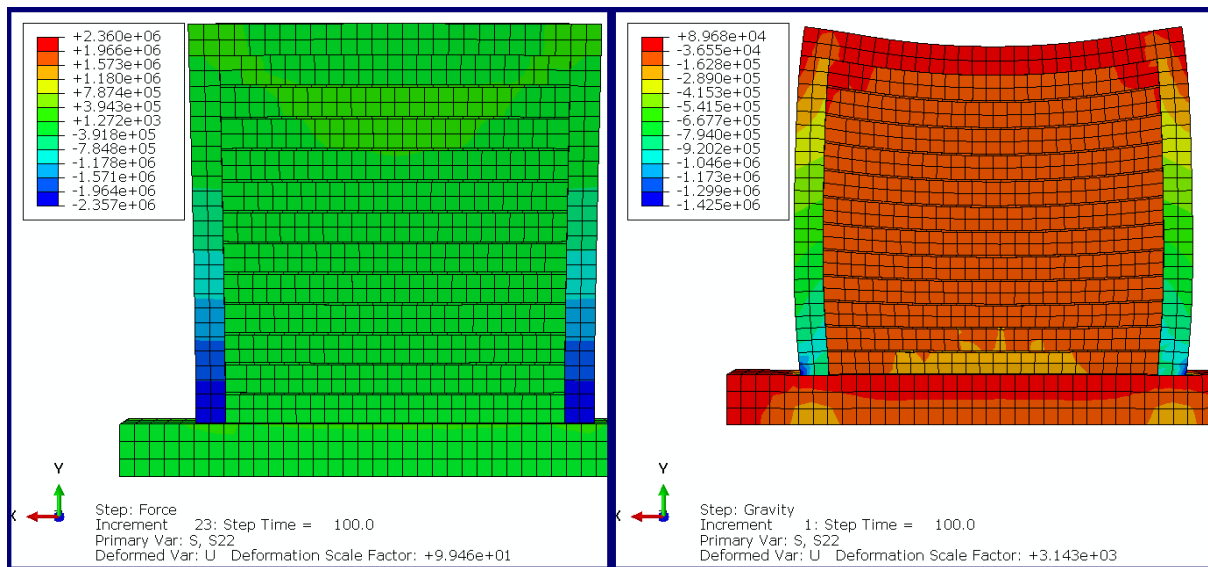 +2.360e+06
+1.966e+06
+1.573e+06
+1.180e+06
+7.874e+05
+3.943e+05
+1.272e+03
-3.918e+05
-7.848e+05
-1.178e+06
-1.571e+06
-1.964e+06
-2.357e+06
Y
X
Step: Force
Increment 23: Step Time = 100.0
Primary Var: S, S22
Deformed Var: U Deformation Scale Factor: +9.946e+01
+8.968e+04
-3.655e+04
-1.628e+05
-2.890e+05
-4.153e+05
-5.415e+05
-6.677e+05
-7.940e+05
-9.202e+05
-1.046e+06
-1.173e+06
-1.299e+06
-1.425e+06
Y
X
Step: Gravity
Increment 1: Step Time = 100.0
Primary Var: S, S22
Deformed Var: U Deformation Scale Factor: +3.143e+03